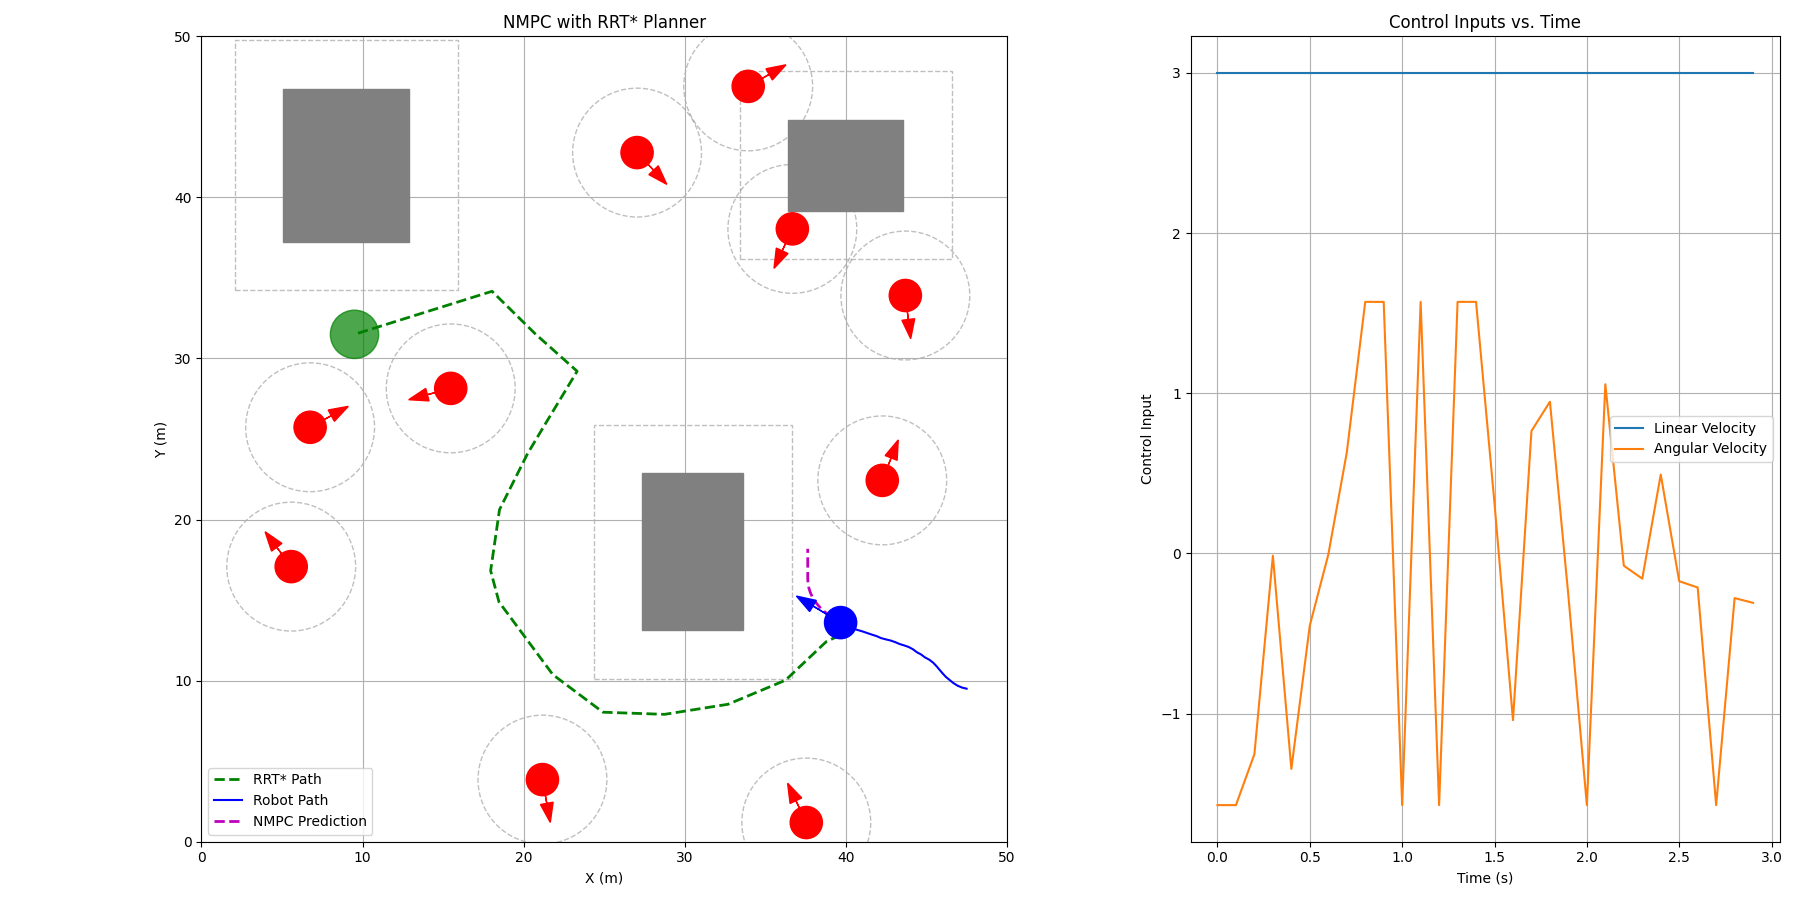 NMPC with RRT* Planner
50
40
30
20
10
0
Y (m)
RRT* Path
Robot Path
NMPC Prediction
0 10 20 30 40 50
X (m)
Control Inputs vs. Time
3
2
1
0
−1
Control Input
Linear Velocity
Angular Velocity
0.0 0.5 1.0 1.5 2.0 2.5 3.0
Time (s)